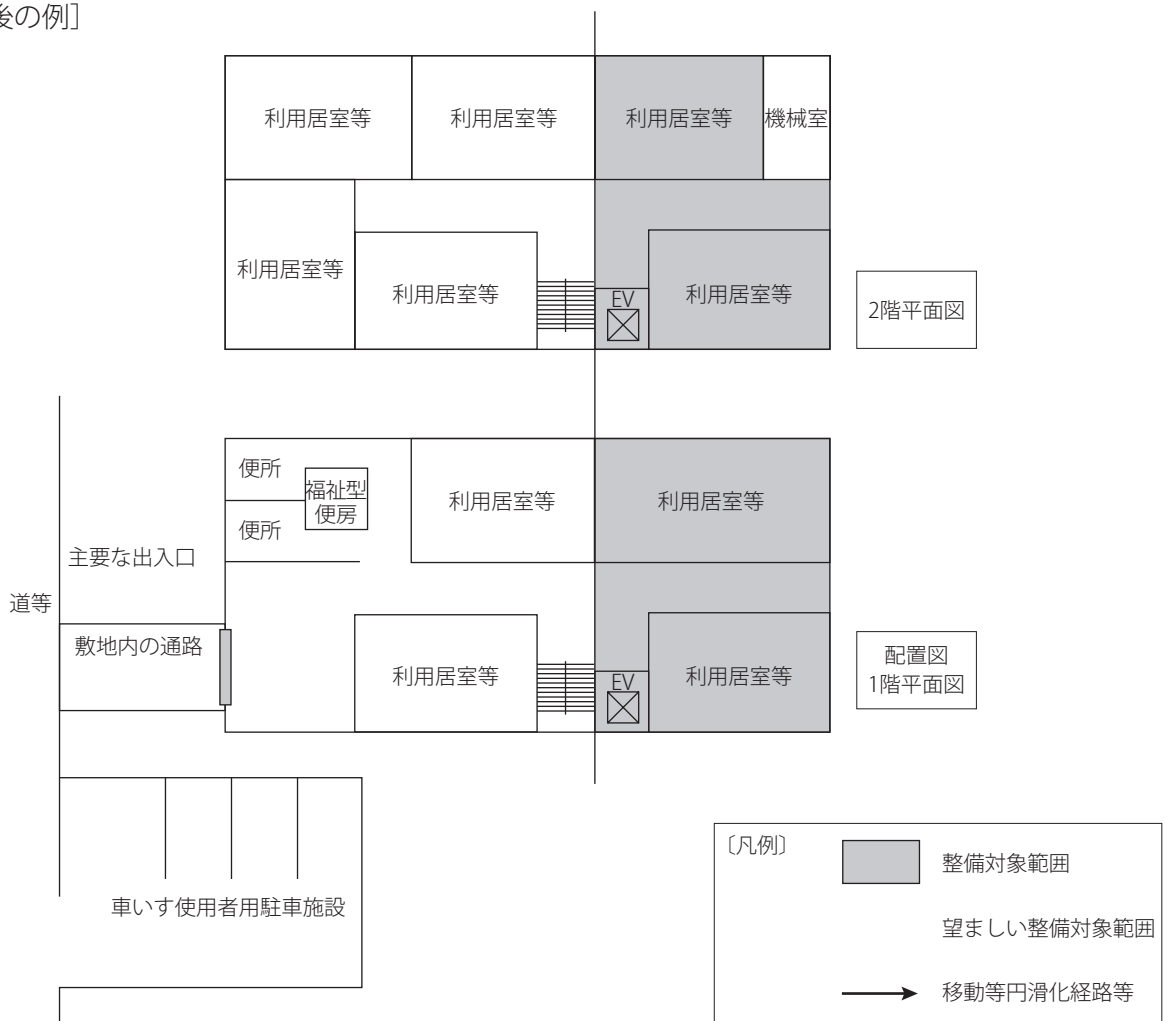 後の例］
利用居室等
利用居室等
利用居室等
機械室
利用居室等
利用居室等
EV
利用居室等
2階平面図
便所
福祉型
便房
便所
利用居室等
利用居室等
主要な出入口
道等
敷地内の通路
利用居室等
EV
利用居室等
配置図
1階平面図
車いす使用者用駐車施設
〔凡例〕
整備対象範囲
望ましい整備対象範囲
移動等円滑化経路等